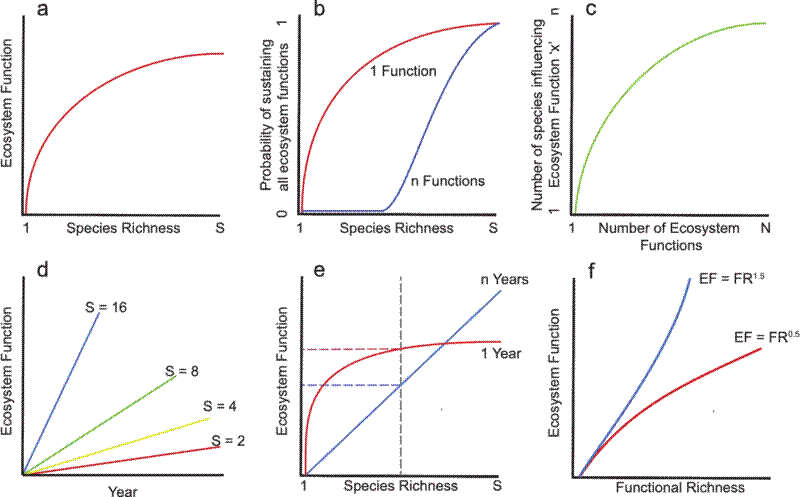 a
Ecosystem Function
1
Species Richness
S
b
Probability of sustaining
all ecosystem functions
1
0
1 Function
n Functions
1
Species Richness
S
c
Number of species influencing
Ecosystem Function 'x'
n
1
1
Number of Ecosystem
Functions
N
d
Ecosystem Function
S = 16
S = 8
S = 4
S = 2
Year
e
Ecosystem Function
n Years
1 Year
1
Species Richness
S
f
Ecosystem Function
EF = FR1.5
EF = FR0.5
Functional Richness